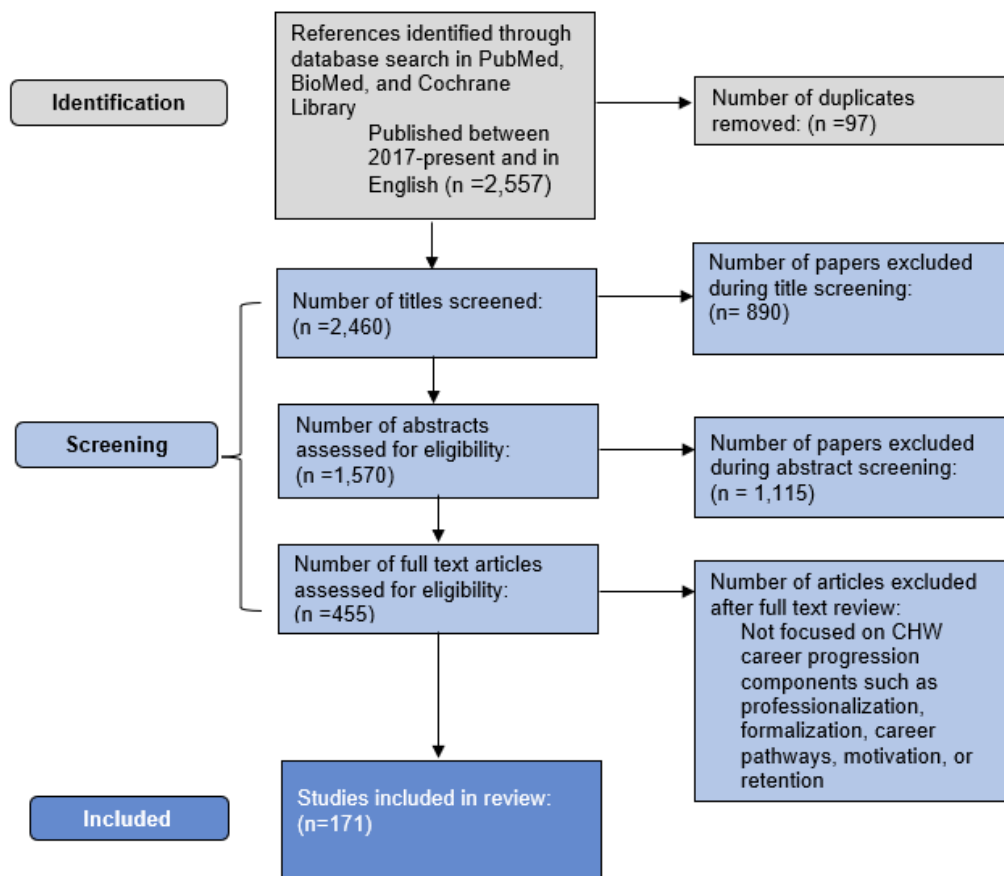 References identified through
database search in PubMed,
BioMed, and Cochrane
Library
Published between
2017-present and in
English (n =2,557)
Identification
Number of duplicates
removed: (n =97)
Number of titles screened:
(n =2,460)
Number of papers excluded
during title screening:
(n= 890)
Screening
Number of abstracts
assessed for eligibility:
(n =1,570)
Number of papers excluded
during abstract screening:
(n = 1,115)
Number of full text articles
assessed for eligibility:
(n =455)
Number of articles excluded
after full text review:
Not focused on CHW
career progression
components such as
professionalization,
formalization, career
pathways, motivation, or
retention
Included
Studies included in review:
(n=171)